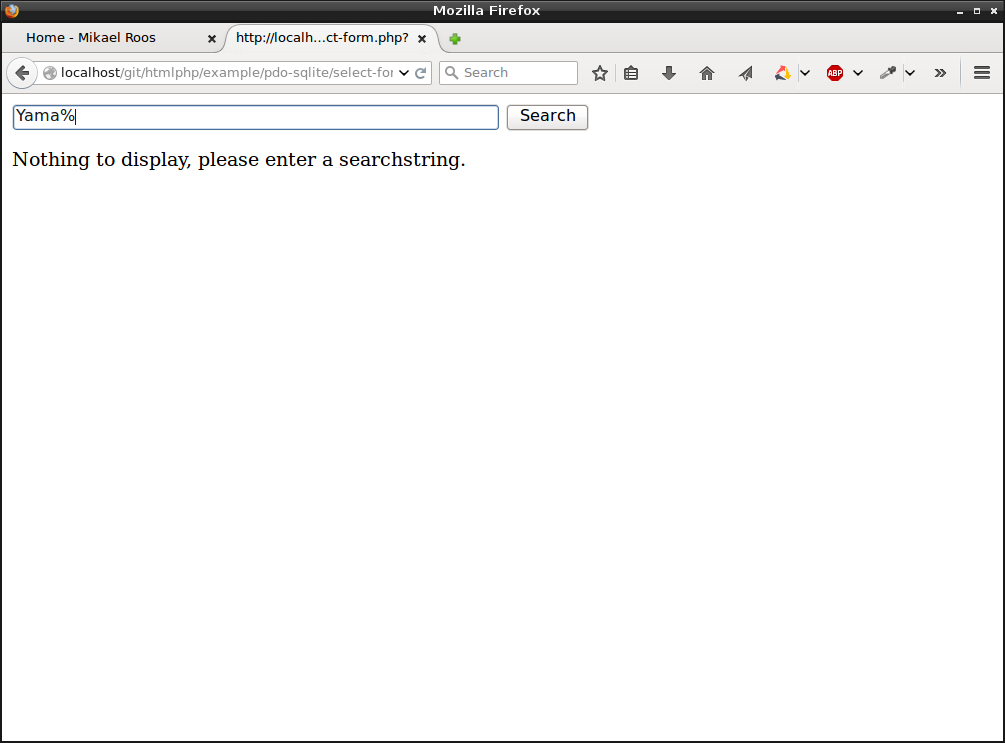 Mozilla Firefox
Home - Mikael Roos
http://localh...ct-form.php?
localhost/git/htmlphp/example/pdo-sqlite/select-for
Search
ABP
Yama%
Search
Nothing to display, please enter a searchstring.